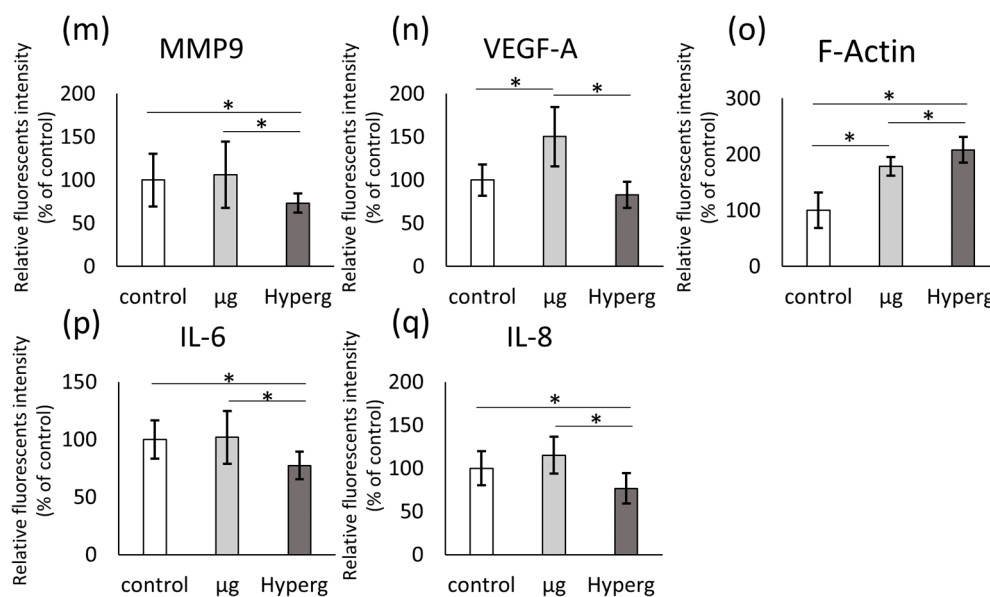 (m)
MMP9
Relative fluorescents intensity
(% of control)
200
150
100
50
0
*
*
control µg Hyperg
(n)
VEGF-A
Relative fluorescents intensity
(% of control)
200
150
100
50
0
* *
control µg Hyperg
(o)
F-Actin
Relative fluorescents intensity
(% of control)
300
200
100
0
*
*
*
control µg Hyperg
(p)
IL-6
Relative fluorescents intensity
(% of control)
150
100
50
0
*
*
control µg Hyperg
(q)
IL-8
Relative fluorescents intensity
(% of control)
200
150
100
50
0
*
*
control µg Hyperg